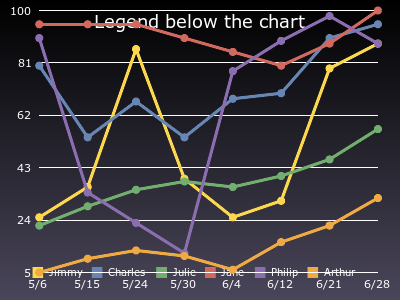 Legend below the chart
100
81
62
43
24
5
Jimmy Charles Julie Jane Philip Arthur
5/6 5/15 5/24 5/30 6/4 6/12 6/21 6/28